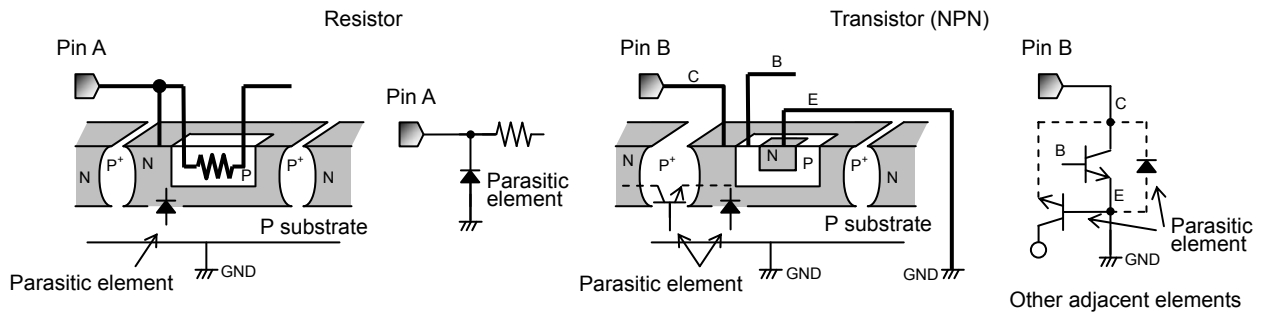 Resistor
Pin A
N
P+
N
P
P+
N
P substrate
Parasitic element
GND
Pin A
Parasitic
element
Transistor (NPN)
Pin B
C
B
E
N
P+
N
P
P+
N
P substrate
Parasitic element
GND
GND
Pin B
C
B
E
Parasitic
element
GND
Other adjacent elements